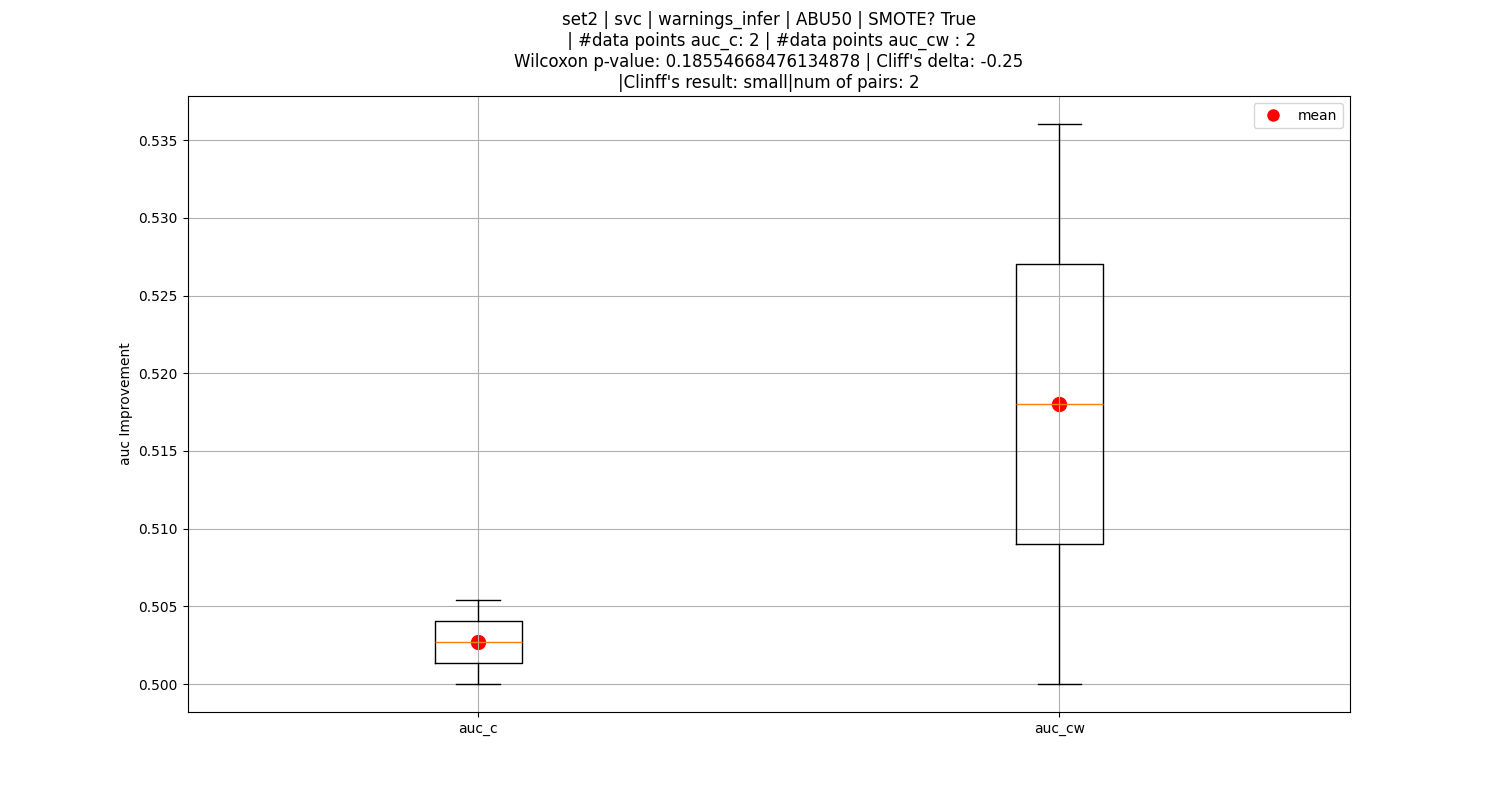 set2 | svc | warnings_infer | ABU50 | SMOTE? True
| #data points auc_c: 2 | #data points auc_cw : 2
Wilcoxon p-value: 0.18554668476134878 | Cliff's delta: -0.25
|Clinff's result: small|num of pairs: 2
mean
0.535
0.530
0.525
0.520
0.515
0.510
0.505
0.500
auc Improvement
auc_c
auc_cw